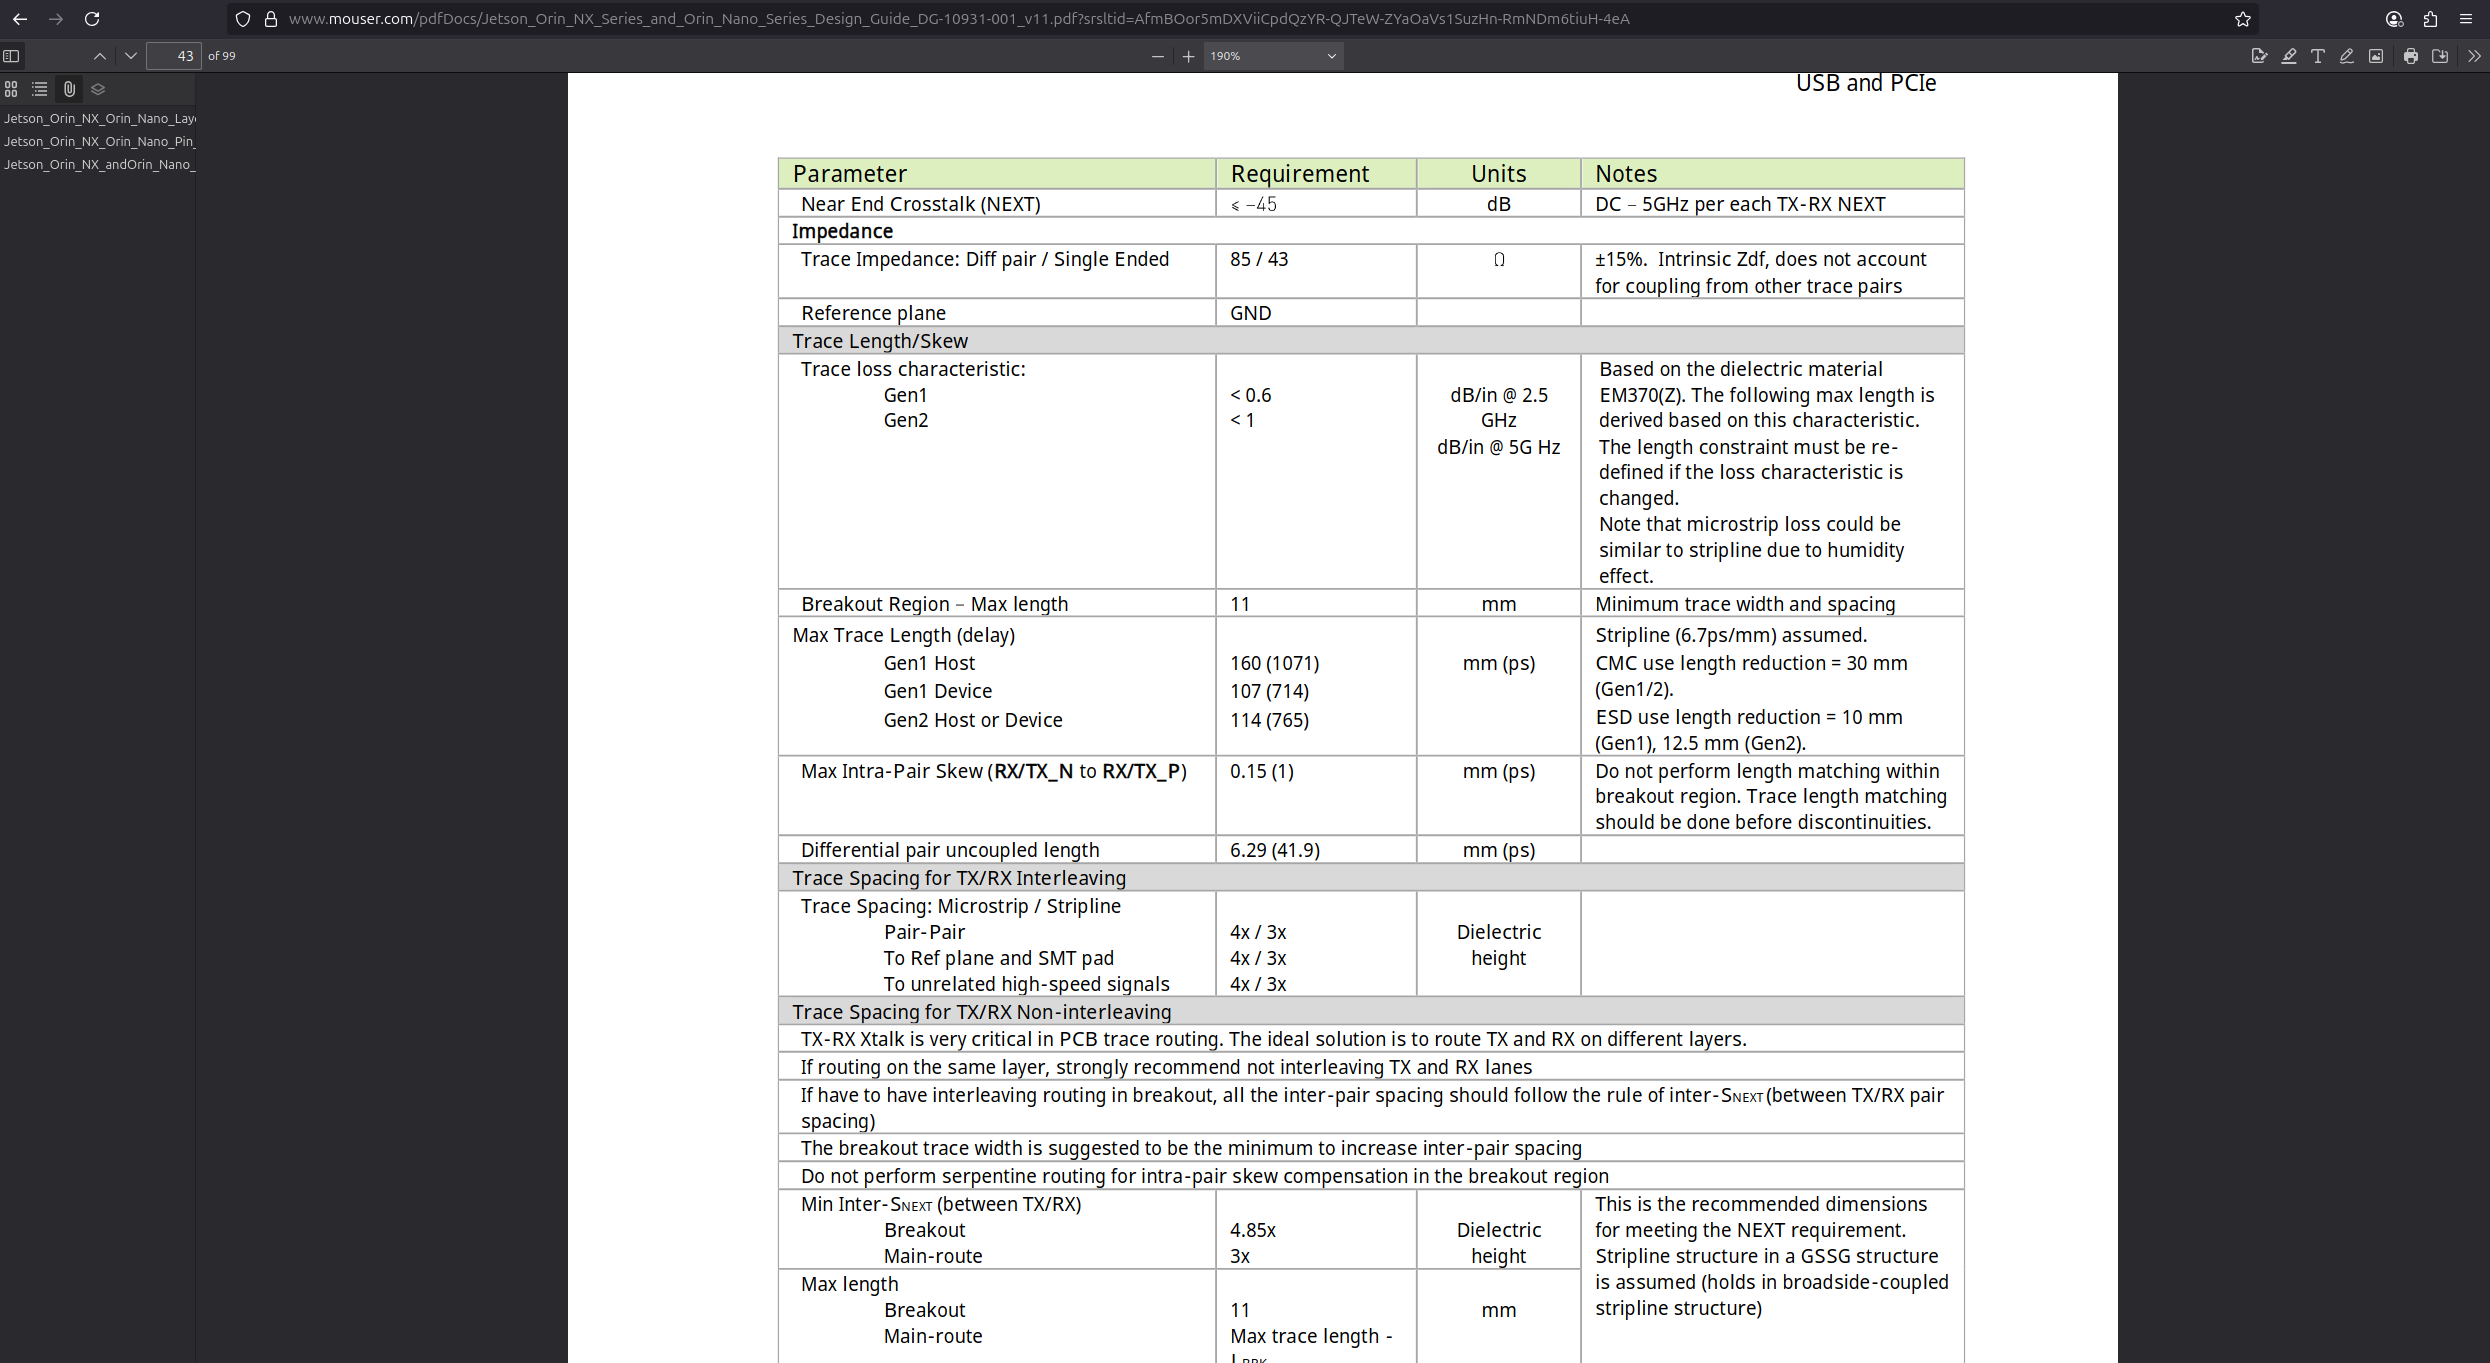 www.mouser.com/pdfDocs/Jetson_Orin_NX_Series_and_Orin_Nano_Series_Design_Guide_DG-10931-001_v11.pdf?srsltid=AfmBOor5mDXViiCpdQzYR-QJTeW-ZYaOaVs1SuzHn-RmNDm6tiuH-4eA
43 of 99
190%
Jetson_Orin_NX_Orin_Nano_Lay
Jetson_Orin_NX_Orin_Nano_Pin_
Jetson_Orin_NX_andOrin_Nano_
USB and PCIe
Parameter Requirement Units Notes
Near End Crosstalk (NEXT) ≤ −45 dB DC – 5GHz per each TX-RX NEXT
Impedance
Trace Impedance: Diff pair / Single Ended 85 / 43 Ω ±15%. Intrinsic Zdf, does not account
for coupling from other trace pairs
Reference plane GND
Trace Length/Skew
Trace loss characteristic: Based on the dielectric material
Gen1 < 0.6 dB/in @ 2.5 EM370(Z). The following max length is
Gen2 < 1 GHz derived based on this characteristic.
dB/in @ 5G Hz The length constraint must be re-
defined if the loss characteristic is
changed.
Note that microstrip loss could be
similar to stripline due to humidity
effect.
Breakout Region – Max length 11 mm Minimum trace width and spacing
Max Trace Length (delay) Stripline (6.7ps/mm) assumed.
Gen1 Host 160 (1071) mm (ps) CMC use length reduction = 30 mm
(Gen1/2).
Gen1 Device 107 (714)
Gen2 Host or Device 114 (765) ESD use length reduction = 10 mm
(Gen1), 12.5 mm (Gen2).
Max Intra-Pair Skew (RX/TX_N to RX/TX_P) 0.15 (1) mm (ps) Do not perform length matching within
breakout region. Trace length matching
should be done before discontinuities.
Differential pair uncoupled length 6.29 (41.9) mm (ps)
Trace Spacing for TX/RX Interleaving
Trace Spacing: Microstrip / Stripline
Pair-Pair 4x / 3x Dielectric
To Ref plane and SMT pad 4x / 3x height
To unrelated high-speed signals 4x / 3x
Trace Spacing for TX/RX Non-interleaving
TX-RX Xtalk is very critical in PCB trace routing. The ideal solution is to route TX and RX on different layers.
If routing on the same layer, strongly recommend not interleaving TX and RX lanes
If have to have interleaving routing in breakout, all the inter-pair spacing should follow the rule of inter-SNEXT (between TX/RX pair
spacing)
The breakout trace width is suggested to be the minimum to increase inter-pair spacing
Do not perform serpentine routing for intra-pair skew compensation in the breakout region
Min Inter-SNEXT (between TX/RX) This is the recommended dimensions
Breakout 4.85x Dielectric for meeting the NEXT requirement.
Main-route 3x height Stripline structure in a GSSG structure
Max length is assumed (holds in broadside-coupled
Breakout 11 mm stripline structure)
Main-route Max trace length -